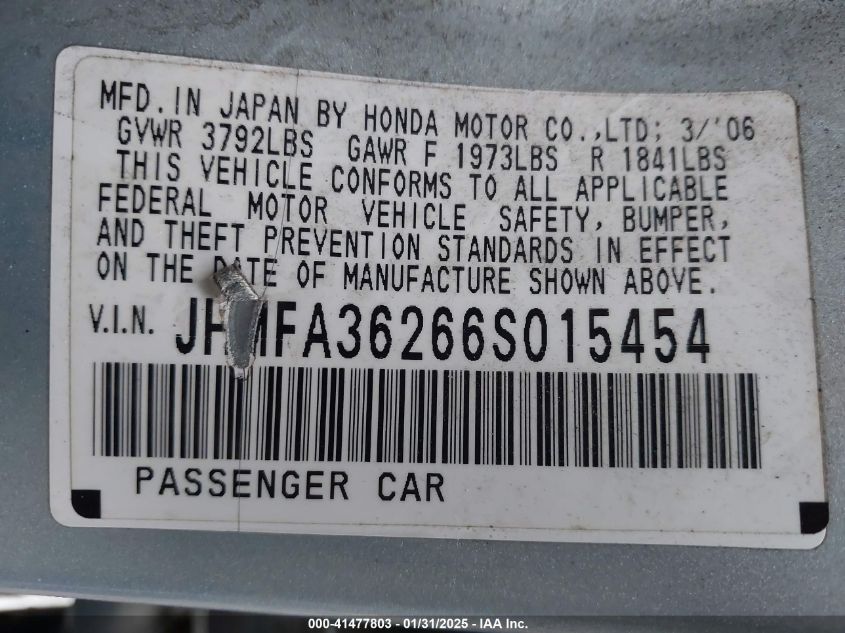 MFD. IN JAPAN BY HONDA MOTOR CO., LTD; 3/'06
GVWR 3792LBS GAWR F 1973LBS R 1841LBS
THIS VEHICLE CONFORMS TO ALL APPLICABLE
FEDERAL MOTOR VEHICLE SAFETY, BUMPER,
AND THEFT PREVENTION STANDARDS IN EFFECT
ON THE DATE OF MANUFACTURE SHOWN ABOVE.
V.I.N. JHMFA36266S015454
PASSENGER CAR
000-41477803 - 01/31/2025 - IAA Inc.